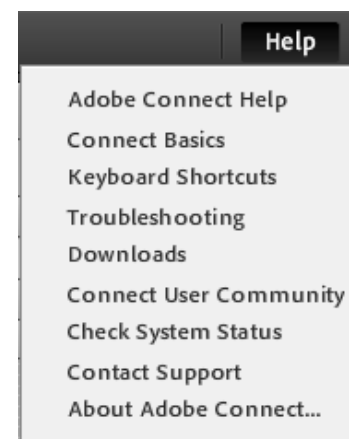 Help
Adobe Connect Help
Connect Basics
Keyboard Shortcuts
Troubleshooting
Downloads
Connect User Community
Check System Status
Contact Support
About Adobe Connect...